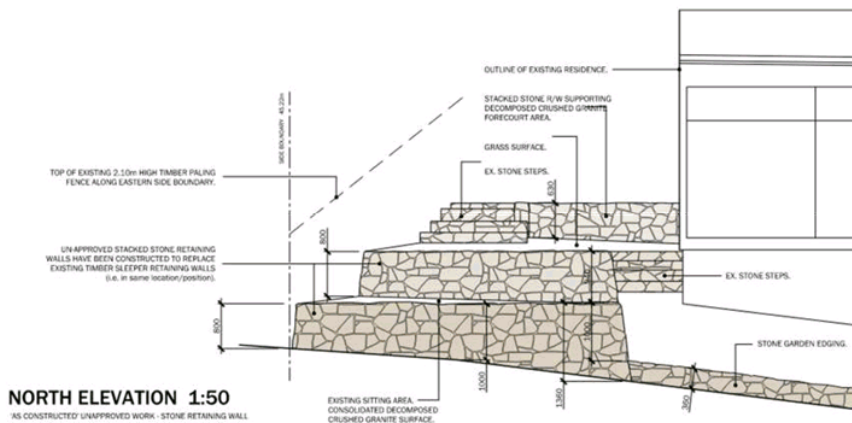 OUTLINE OF EXISTING RESIDENCE.
STACKED STONE R/W SUPPORTING
DECOMPOSED CRUSHED GRANITE
FORECOURT AREA.
SIDE BOUNDARY 45.22m
GRASS SURFACE.
TOP OF EXISTING 2.10m HIGH TIMBER PALING
FENCE ALONG EASTERN SIDE BOUNDARY.
EX. STONE STEPS.
630
800
UN-APPROVED STACKED STONE RETAINING
WALLS HAVE BEEN CONSTRUCTED TO REPLACE
EXISTING TIMBER SLEEPER RETAINING WALLS
(i.e. in same location/position).
EX. STONE STEPS.
800
1000
STONE GARDEN EDGING.
1000
1360
360
NORTH ELEVATION 1:50
'AS CONSTRUCTED' UNAPPROVED WORK - STONE RETAINING WALL
EXISTING SITTING AREA.
CONSOLIDATED DECOMPOSED
CRUSHED GRANITE SURFACE.